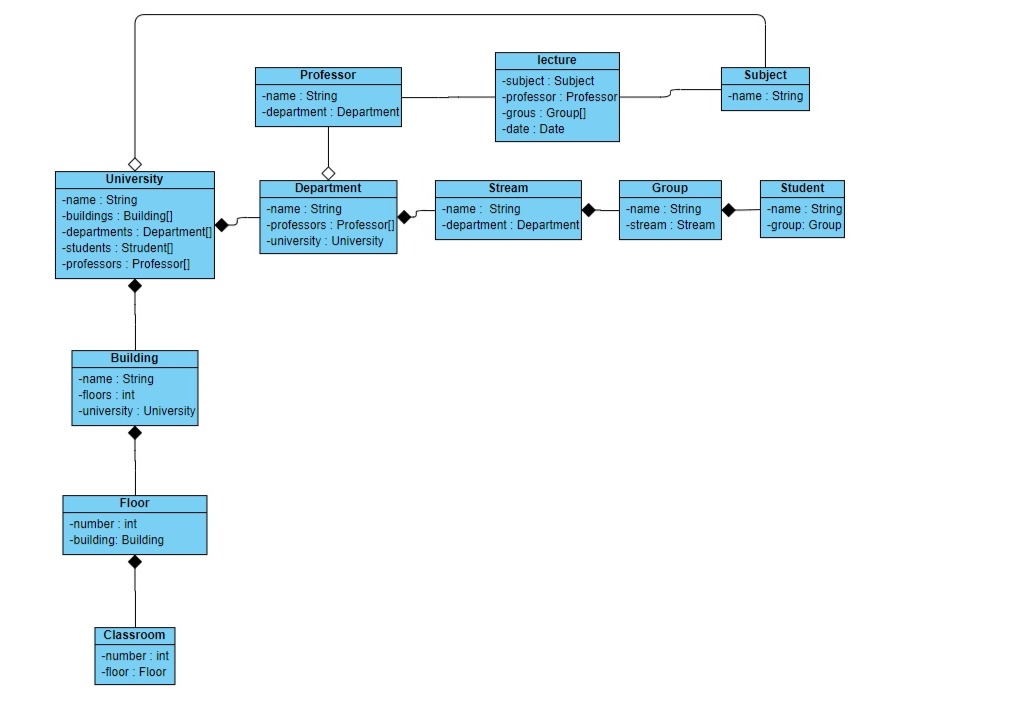 Professor
-name : String
-department : Department
lecture
-subject : Subject
-professor : Professor
-grous : Group[]
-date : Date
Subject
-name : String
University
-name : String
-buildings : Building[]
-departments : Department[]
-students : Strudent[]
-professors : Professor[]
Department
-name : String
-professors : Professor[]
-university : University
Stream
-name :  String
-department : Department
Group
-name : String
-stream : Stream
Student
-name : String
-group: Group
Building
-name : String
-floors : int
-university : University
Floor
-number : int
-building: Building
Classroom
-number : int
-floor : Floor